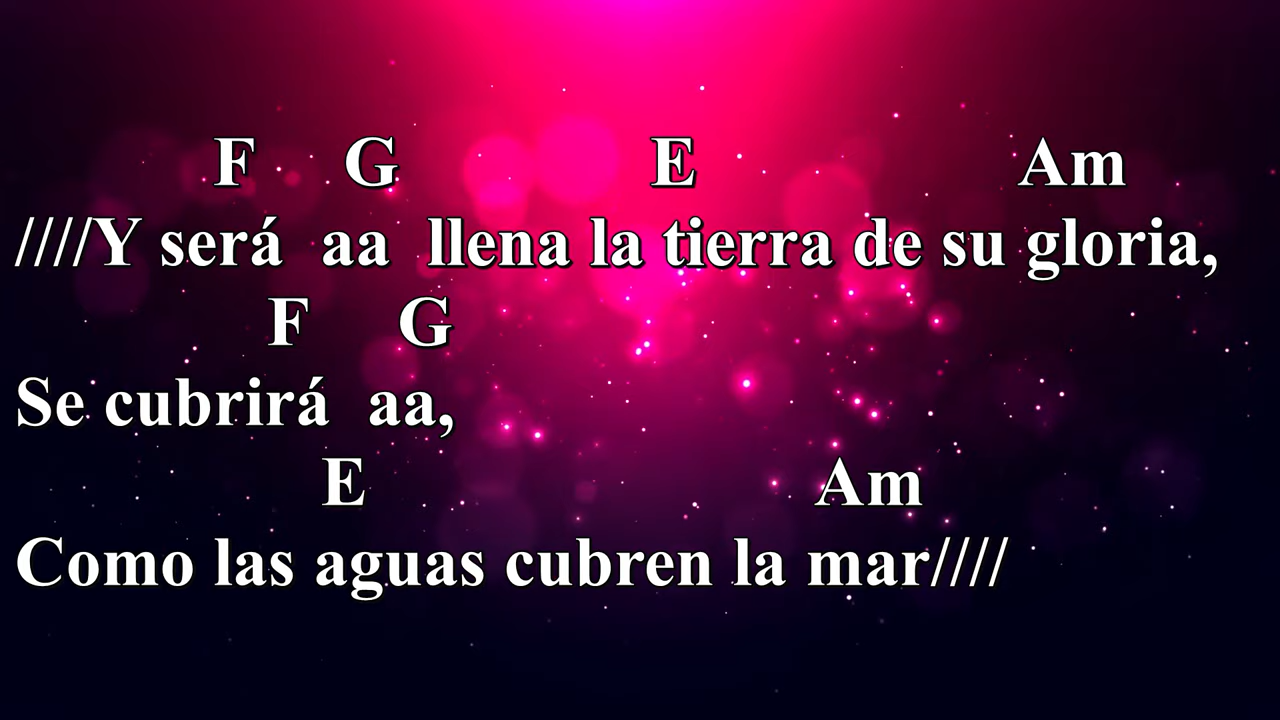 F G E Am
////Y será aa llena la tierra de su gloria,
F G
Se cubrirá aa,
E Am
Como las aguas cubren la mar////